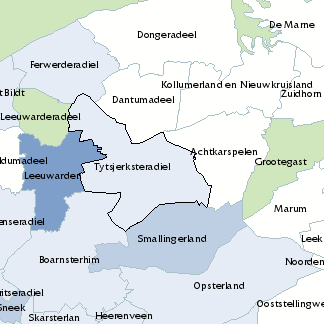 De Marne
Dongeradeel
Ferwerderadiel
Kollumerland en Nieuwkruisland
t Bildt
Zuidhorn
Dantumadeel
Leeuwarderadeel
Achtkarspelen
ldumadeel
Grootegast
Tytsjerksteradiel
Leeuwarden
Marum
enseradiel
Smallingerland
Leek
Boarnsterhim
Noorden
Opsterland
itseradiel
Sneek
Ooststellingwe
Skarsterlan
Heerenveen